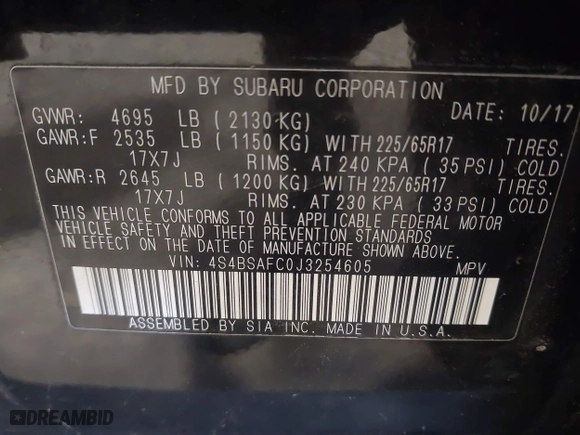 MFD BY SUBARU CORPORATION
GVWR: 4695 LB (2130 KG) DATE: 10/17
GAWR:F 2535 LB (1150 KG) WITH 225/65R17 TIRES.
17X7J RIMS. AT 240 KPA (35 PSI) COLD
GAWR:R 2645 LB (1200 KG) WITH 225/65R17 TIRES.
17X7J RIMS. AT 230 KPA (33 PSI) COLD
THIS VEHICLE CONFORMS TO ALL APPLICABLE FEDERAL MOTOR
VEHICLE SAFETY AND THEFT PREVENTION STANDARDS
IN EFFECT ON THE DATE OF MANUFACTURE SHOWN ABOVE.
VIN: 4S4BSAFC0J3254605 MPV
ASSEMBLED BY SIA INC. MADE IN U.S.A.
DREAMBID